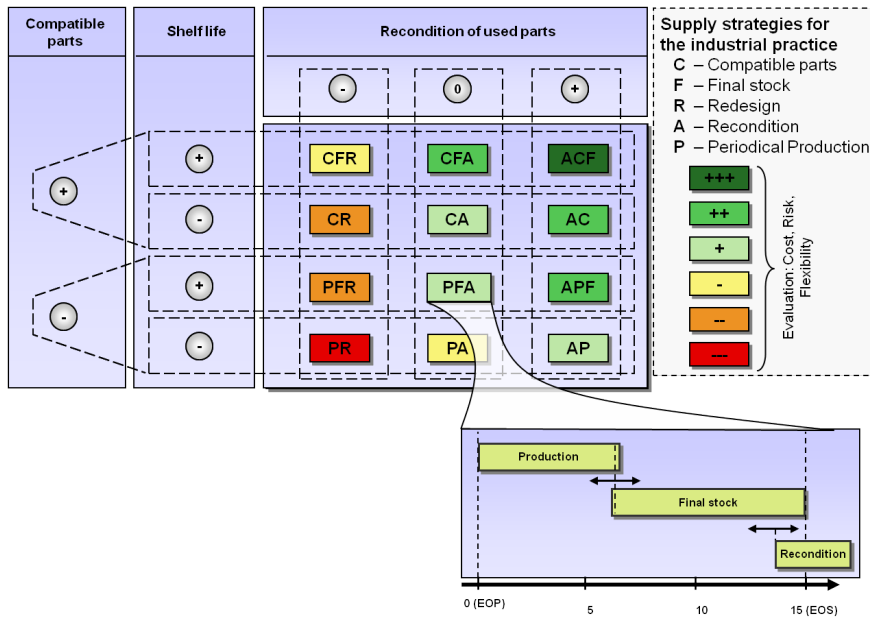 Compatible
parts
Shelf life
Recondition of used parts
-
0
+
+
-
+
-
+
-
CFR
CFA
ACF
CR
CA
AC
PFR
PFA
APF
PR
PA
AP
Supply strategies for
the industrial practice
C – Compatible parts
F – Final stock
R – Redesign
A – Recondition
P – Periodical Production
+++
++
+
-
--
---
Evaluation: Cost, Risk,
Flexibility
Production
Final stock
Recondition
0 (EOP)
5
10
15 (EOS)